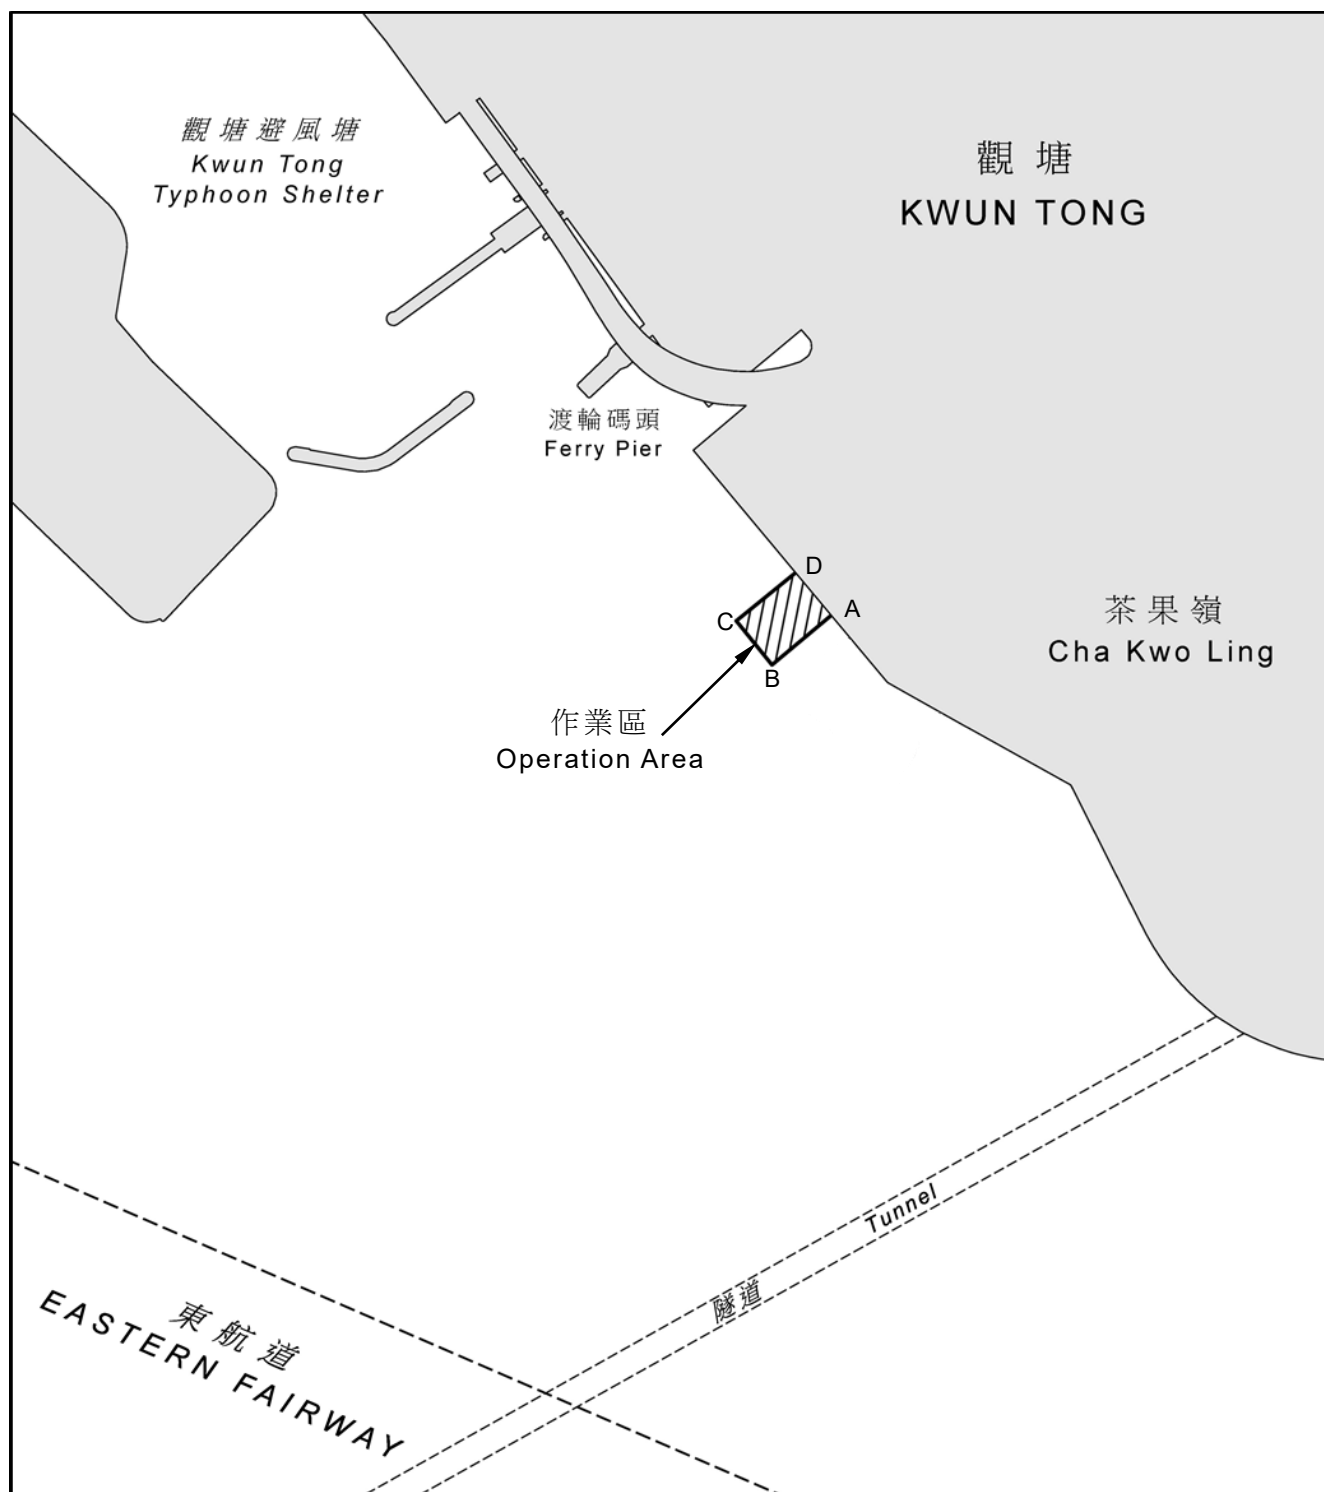 觀塘避風塘
Kwun Tong
Typhoon Shelter
觀塘
KWUN TONG
渡輪碼頭
Ferry Pier
D
A
C
B
茶果嶺
Cha Kwo Ling
作業區
Operation Area
Tunnel
隧道
東航道
EASTERN FAIRWAY